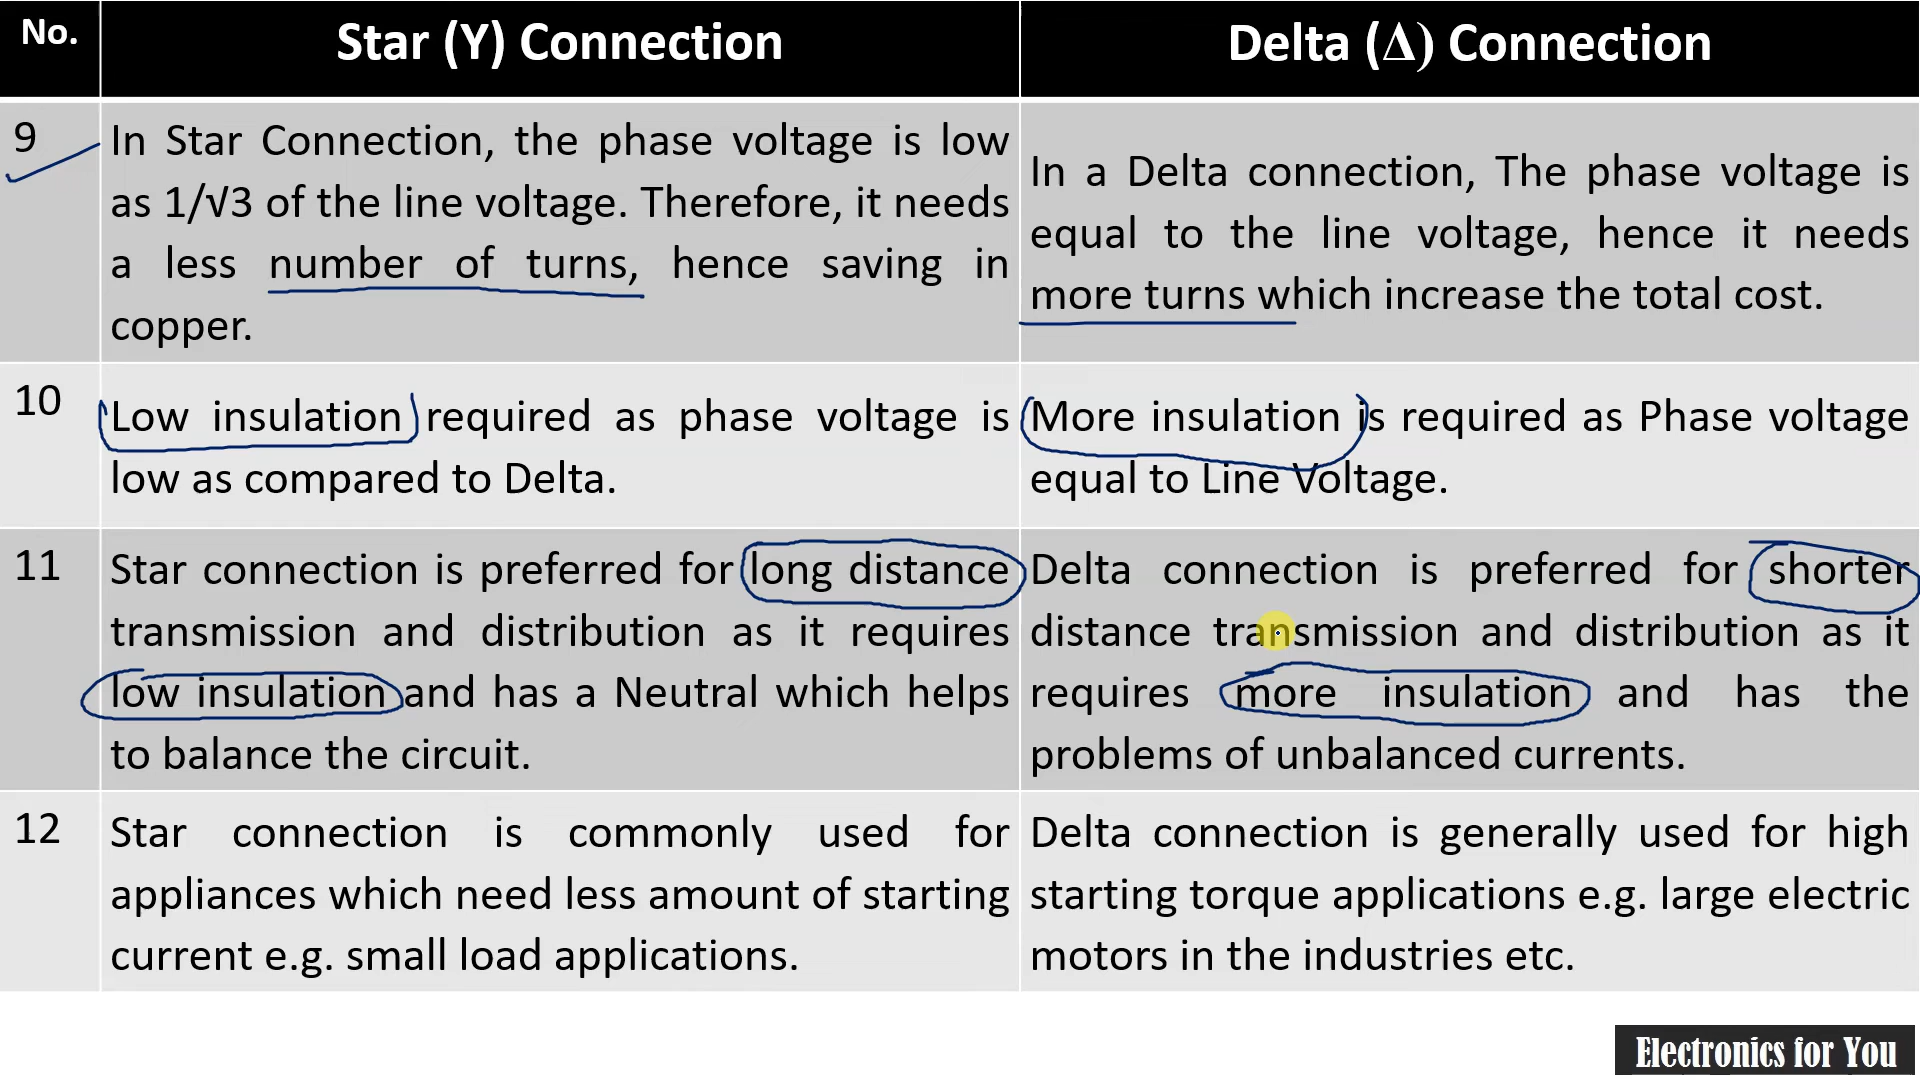 No.
Star (Y) Connection
Delta (Δ) Connection
9
In Star Connection, the phase voltage is low
as 1/√3 of the line voltage. Therefore, it needs
a less number of turns, hence saving in
copper.
In a Delta connection, The phase voltage is
equal to the line voltage, hence it needs
more turns which increase the total cost.
10
Low insulation required as phase voltage is
low as compared to Delta.
More insulation is required as Phase voltage
equal to Line Voltage.
11
Star connection is preferred for long distance
transmission and distribution as it requires
low insulation and has a Neutral which helps
to balance the circuit.
Delta connection is preferred for shorter
distance transmission and distribution as it
requires more insulation and has the
problems of unbalanced currents.
12
Star connection is commonly used for
appliances which need less amount of starting
current e.g. small load applications.
Delta connection is generally used for high
starting torque applications e.g. large electric
motors in the industries etc.
Electronics for You